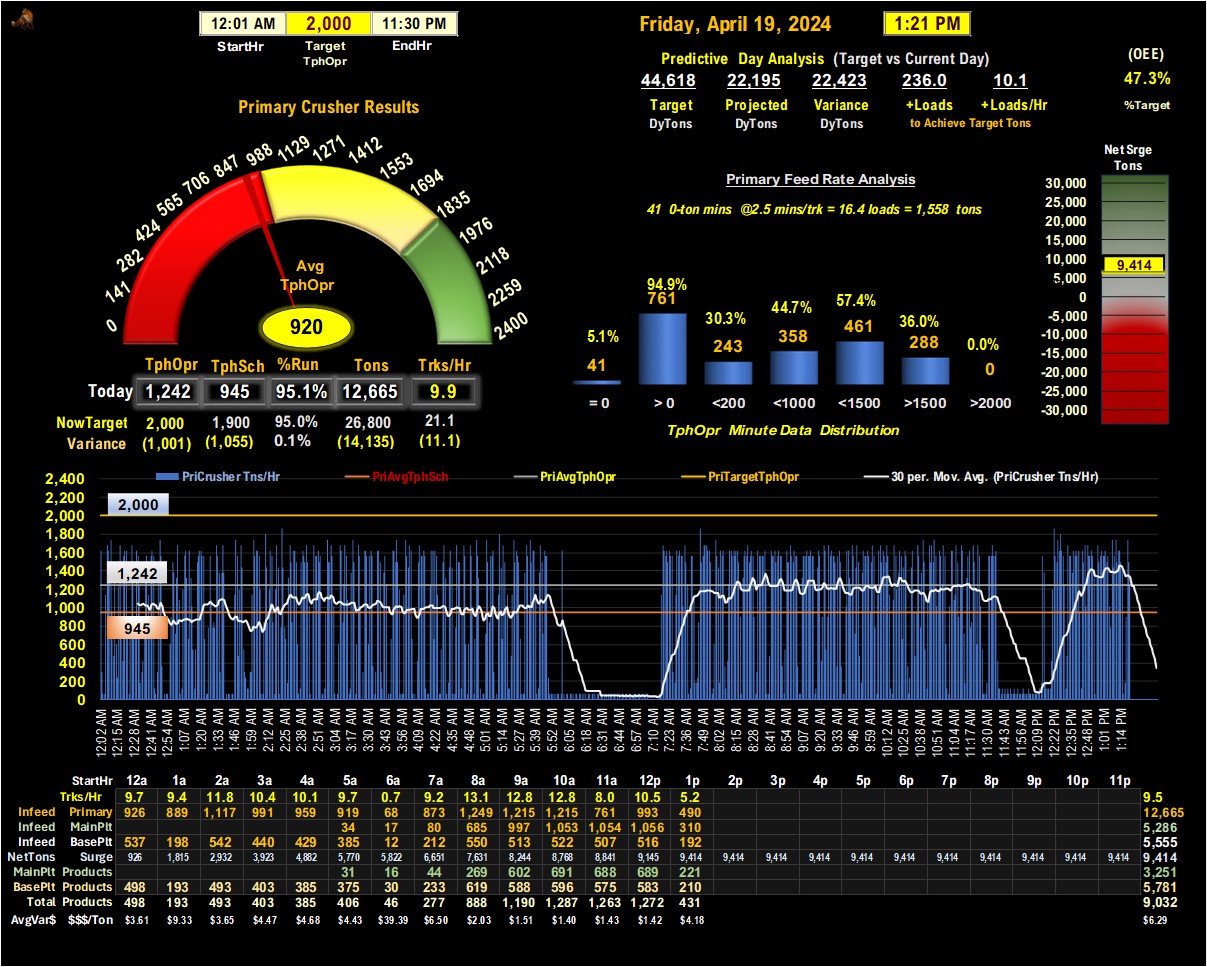 12:01 AM 2,000 11:30 PM
StartHr Target EndHr
TphOpr
Friday, April 19, 2024 1:21 PM
Predictive Day Analysis (Target vs Current Day)
44,618 22,195 22,423 236.0 10.1
Target Projected Variance +Loads +Loads/Hr
DyTons DyTons DyTons to Achieve Target Tons
(OEE)
47.3%
%Target
Primary Crusher Results
0 141 282 424 565 706 847 988 1129 1271 1412 1553 1694 1835 1976 2118 2259 2400
Avg
TphOpr
920
TphOpr TphSch %Run Tons Trks/Hr
Today 1,242 945 95.1% 12,665 9.9
NowTarget 2,000 1,900 95.0% 26,800 21.1
Variance (1,001) (1,055) 0.1% (14,135) (11.1)
Primary Feed Rate Analysis
41 0-ton mins @2.5 mins/trk = 16.4 loads = 1,558 tons
5.1% 94.9% 30.3% 44.7% 57.4% 36.0% 0.0%
41 761 243 358 461 288 0
= 0 > 0 <200 <1000 <1500 >1500 >2000
TphOpr Minute Data Distribution
Net Srge
Tons
30,000
25,000
20,000
15,000
10,000
9,414
5,000
0
-5,000
-10,000
-15,000
-20,000
-25,000
-30,000
PriCrusher Tns/Hr PriAvgTphSch PriAvgTphOpr PriTargetTphOpr 30 per. Mov. Avg. (PriCrusher Tns/Hr)
2,400
2,200
2,000
1,800
1,600
1,400
1,200
1,000
800
600
400
200
0
2,000
1,242
945
12:02 AM 12:15 AM 12:28 AM 12:41 AM 12:54 AM 1:07 AM 1:20 AM 1:33 AM 1:46 AM 1:59 AM 2:12 AM 2:25 AM 2:38 AM 2:51 AM 3:04 AM 3:17 AM 3:30 AM 3:43 AM 3:56 AM 4:09 AM 4:22 AM 4:35 AM 4:48 AM 5:01 AM 5:14 AM 5:27 AM 5:39 AM 5:52 AM 6:05 AM 6:18 AM 6:31 AM 6:44 AM 6:57 AM 7:10 AM 7:23 AM 7:36 AM 7:49 AM 8:02 AM 8:15 AM 8:28 AM 8:41 AM 8:54 AM 9:07 AM 9:20 AM 9:33 AM 9:46 AM 9:59 AM 10:12 AM 10:25 AM 10:38 AM 10:51 AM 11:04 AM 11:17 AM 11:30 AM 11:43 AM 11:56 AM 12:09 PM 12:22 PM 12:35 PM 12:48 PM 1:01 PM 1:14 PM
StartHr 12a 1a 2a 3a 4a 5a 6a 7a 8a 9a 10a 11a 12p 1p 2p 3p 4p 5p 6p 7p 8p 9p 10p 11p
Trks/Hr 9.7 9.4 11.8 10.4 10.1 9.7 0.7 9.2 13.1 12.8 12.8 8.0 10.5 5.2 9.5
Infeed Primary 926 889 1,117 991 959 919 68 873 1,249 1,215 1,215 761 993 490 12,665
Infeed MainPlt 34 17 80 685 997 1,053 1,054 1,056 310 5,286
Infeed BasePlt 537 198 542 440 429 385 12 212 550 513 522 507 516 192 5,555
NetTons Surge 926 1,815 2,932 3,923 4,882 5,770 5,822 6,651 7,631 8,244 8,768 8,841 9,145 9,414 9,414 9,414 9,414 9,414 9,414 9,414 9,414 9,414 9,414 9,414 9,414
MainPlt Products 31 16 44 269 602 691 688 689 221 3,251
BasePlt Products 498 193 493 403 385 375 30 233 619 588 596 575 583 210 5,781
Total Products 498 193 493 403 385 406 46 277 888 1,190 1,287 1,263 1,272 431 9,032
AvgVar$ $$$/Ton $3.61 $9.33 $3.65 $4.47 $4.68 $4.43 $39.39 $6.50 $2.03 $1.51 $1.40 $1.43 $1.42 $4.18 $6.29